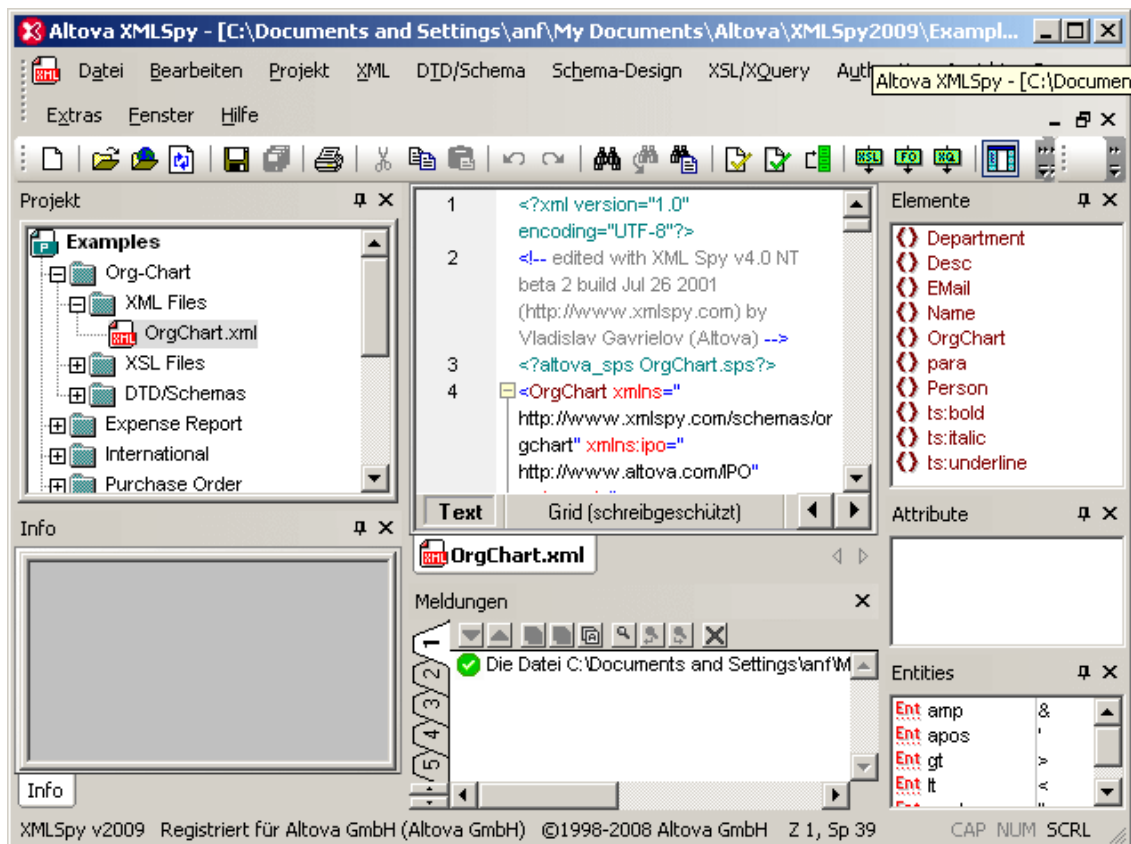 Altova XMLSpy - [C:\Documents and Settings\anf\My Documents\Altova\XMLSpy2009\Exampl...
Datei Bearbeiten Projekt XML DTD/Schema Schema-Design XSL/XQuery
Altova XMLSpy - [C:\Documen
Extras Fenster Hilfe
XSL FO XQ
Projekt
Examples
Org-Chart
XML Files
OrgChart.xml
XSL Files
DTD/Schemas
Expense Report
International
Purchase Order
Info
Info
1 <?xml version="1.0"
encoding="UTF-8"?>
2 <!-- edited with XML Spy v4.0 NT
beta 2 build Jul 26 2001
(http://www.xmlspy.com) by
Vladislav Gavrielov (Altova) -->
3 <?altova_sps OrgChart.sps?>
4 <OrgChart xmlns="
http://www.xmlspy.com/schemas/or
gchart" xmlns:ipo="
http://www.altova.com/IPO"
Text Grid (schreibgeschützt)
OrgChart.xml
Meldungen
1
2
3
4
5
Die Datei C:\Documents and Settings\anf\M
Elemente
Department
Desc
EMail
Name
OrgChart
para
Person
ts:bold
ts:italic
ts:underline
Attribute
Entities
Ent amp &
Ent apos '
Ent gt >
Ent lt <
XMLSpy v2009 Registriert für Altova GmbH (Altova GmbH) ©1998-2008 Altova GmbH Z 1, Sp 39 CAP NUM SCRL